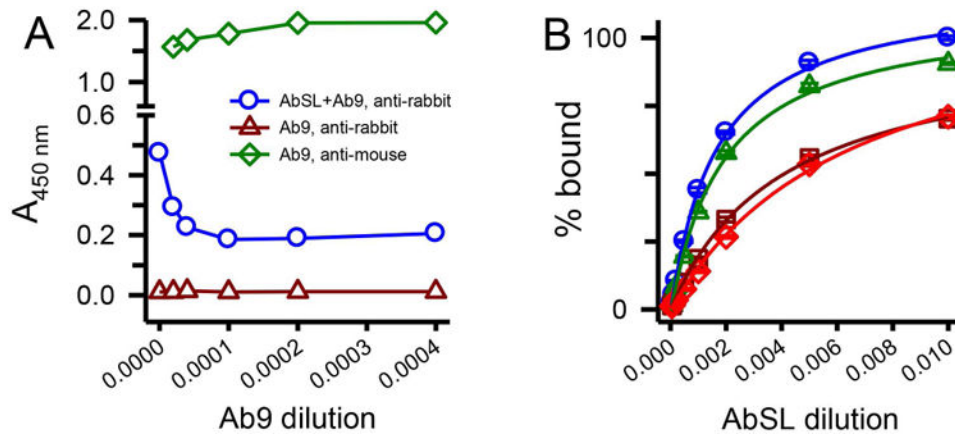 A
2.0
1.0
0.6
0.4
0.2
0.0
A450 nm
AbSL+Ab9, anti-rabbit
Ab9, anti-rabbit
Ab9, anti-mouse
0.0000
0.0001
0.0002
0.0003
0.0004
Ab9 dilution
B
100
0
% bound
0.000
0.002
0.004
0.006
0.008
0.010
AbSL dilution